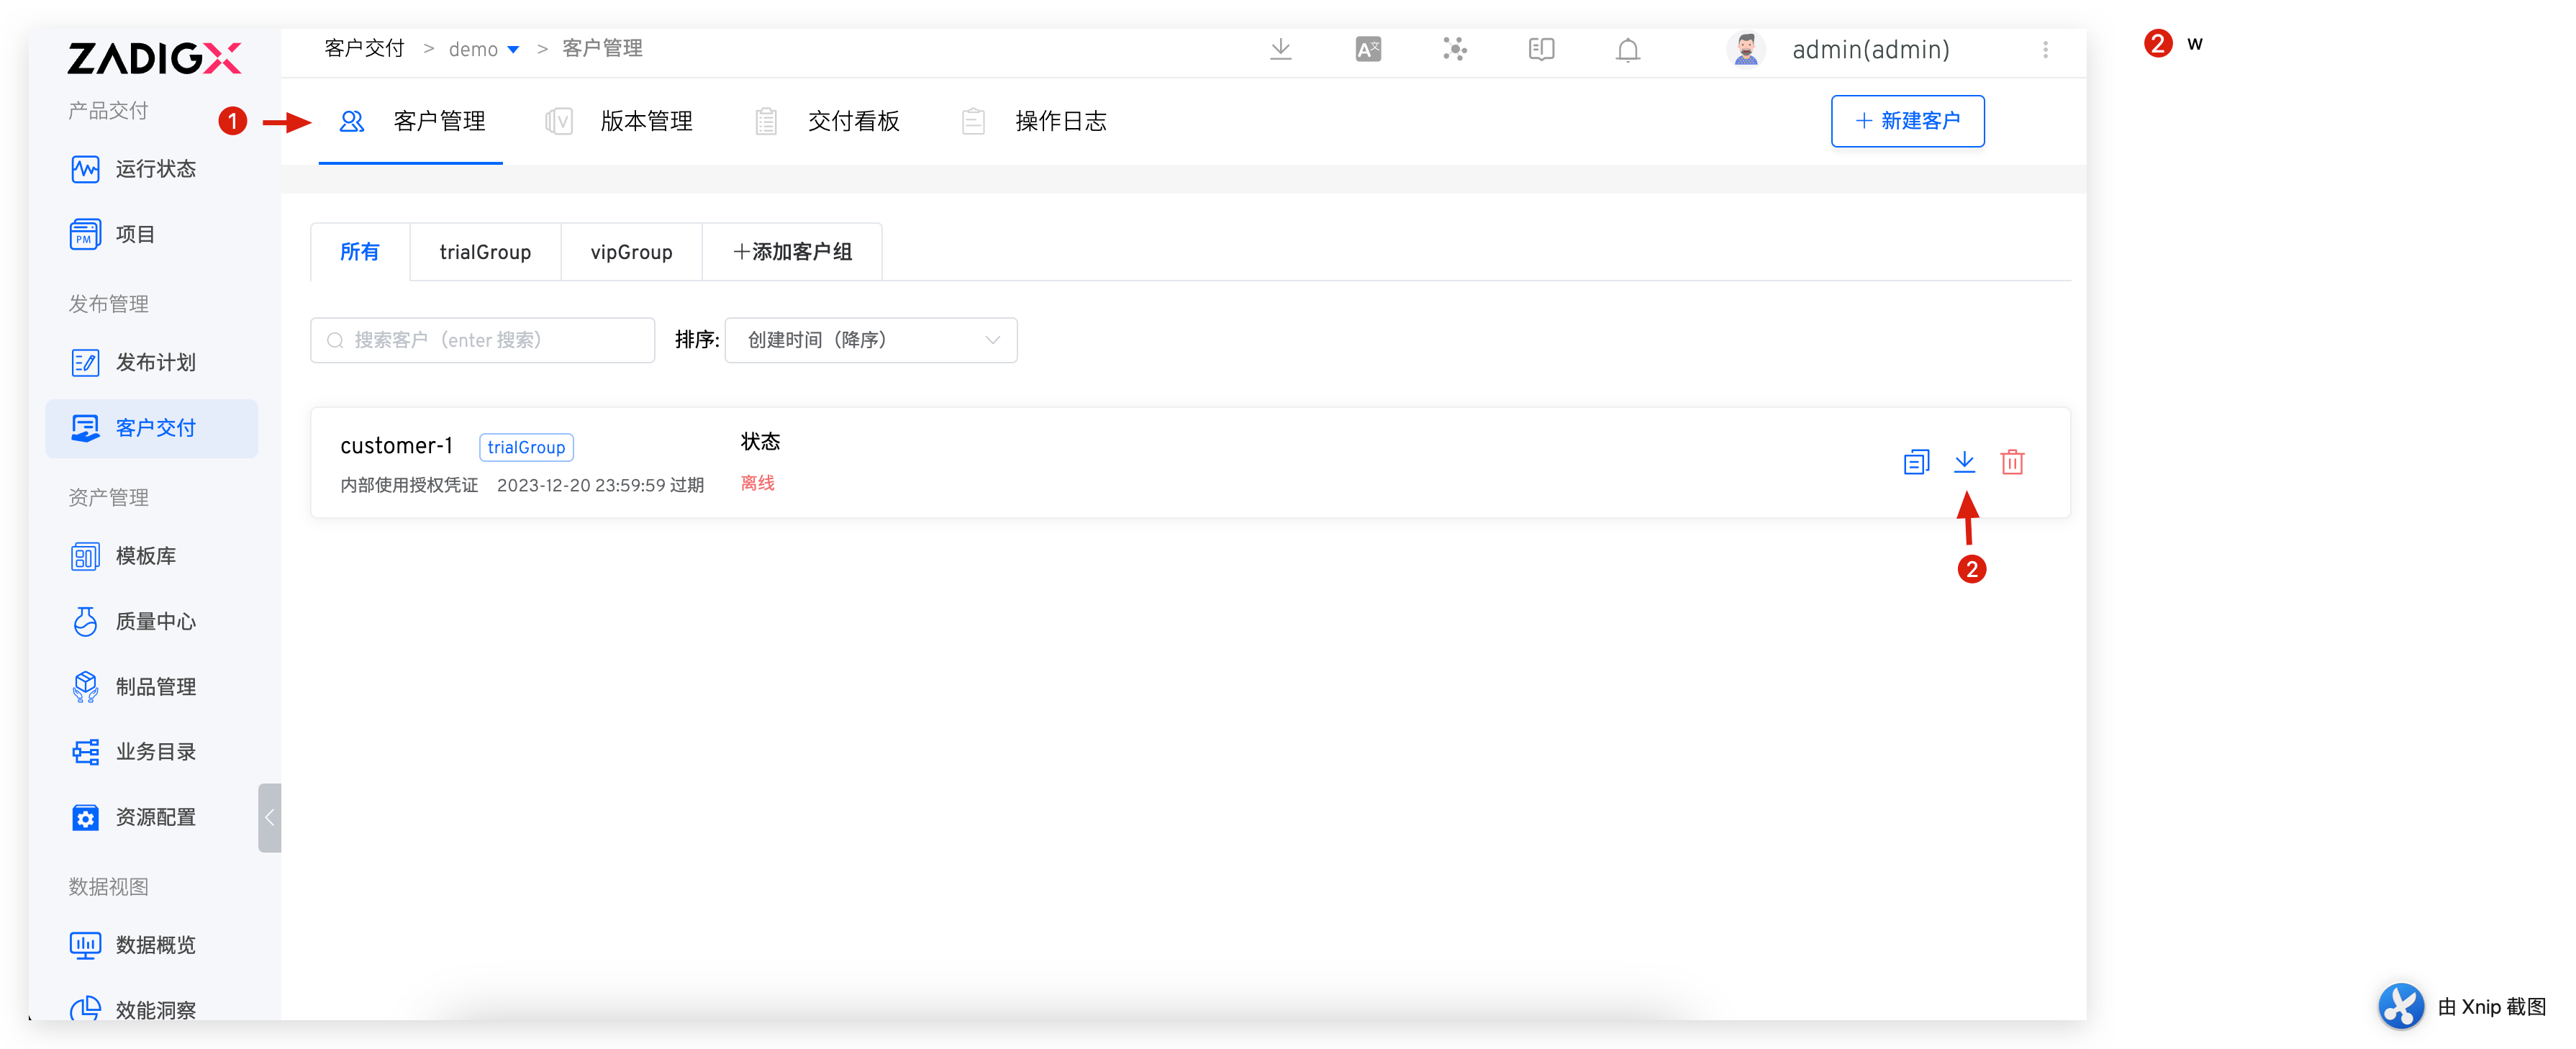 ZADIGX
产品交付
运行状态
PM
项目
发布管理
发布计划
客户交付
资产管理
模板库
质量中心
制品管理
业务目录
资源配置
数据视图
数据概览
效能洞察
客户交付 > demo > 客户管理
A文
admin(admin)
1
客户管理
V
版本管理
交付看板
操作日志
+ 新建客户
所有
trialGroup
vipGroup
+添加客户组
搜索客户（enter 搜索）
排序:
创建时间（降序）
customer-1 trialGroup
内部使用授权凭证 2023-12-20 23:59:59 过期
状态
离线
2
2 w
由 Xnip 截图